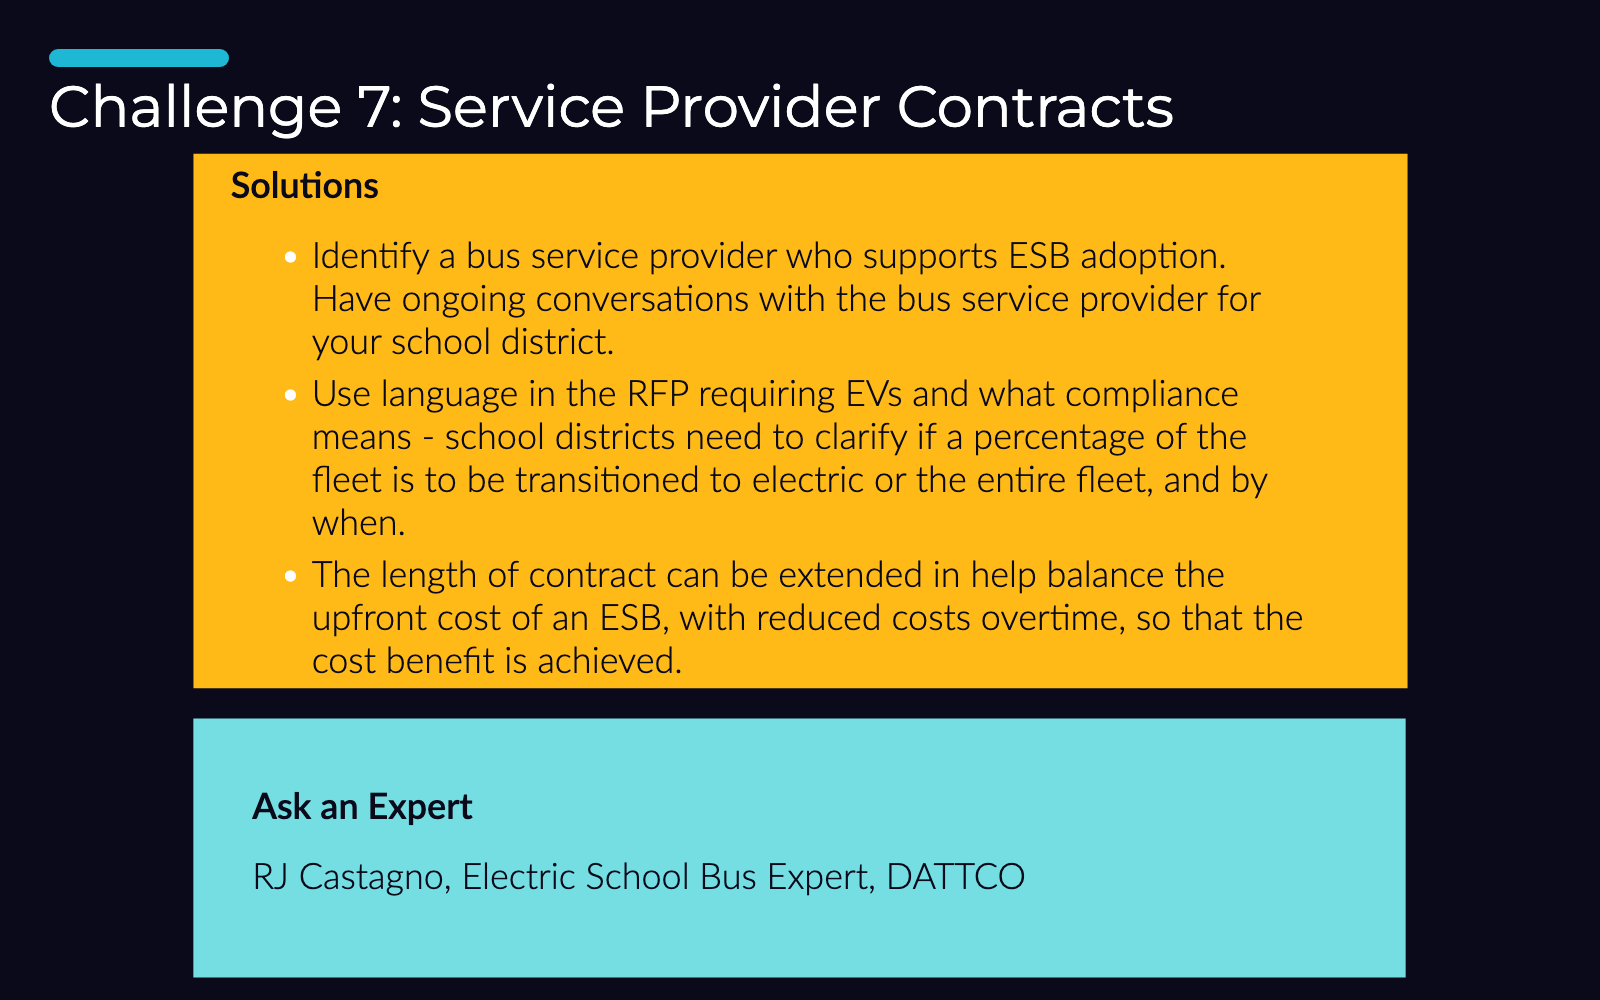 Challenge 7: Service Provider Contracts
Solutions
• Identify a bus service provider who supports ESB adoption.
Have ongoing conversations with the bus service provider for
your school district.
• Use language in the RFP requiring EVs and what compliance
means - school districts need to clarify if a percentage of the
fleet is to be transitioned to electric or the entire fleet, and by
when.
• The length of contract can be extended in help balance the
upfront cost of an ESB, with reduced costs overtime, so that the
cost benefit is achieved.
Ask an Expert
RJ Castagno, Electric School Bus Expert, DATTCO